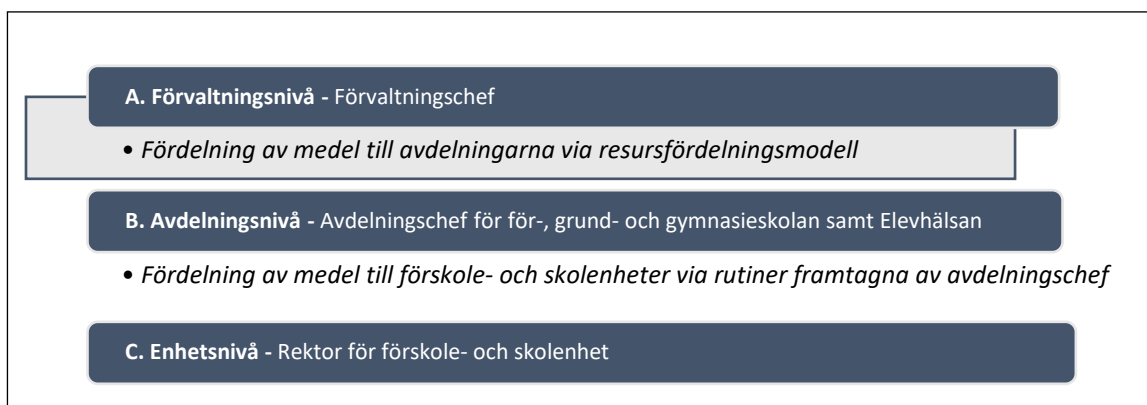 A. Förvaltningsnivå - Förvaltningschef
• Fördelning av medel till avdelningarna via resursfördelningsmodell
B. Avdelningsnivå - Avdelningschef för för-, grund- och gymnasieskolan samt Elevhälsan
• Fördelning av medel till förskole- och skolenheter via rutiner framtagna av avdelningschef
C. Enhetsnivå - Rektor för förskole- och skolenhet